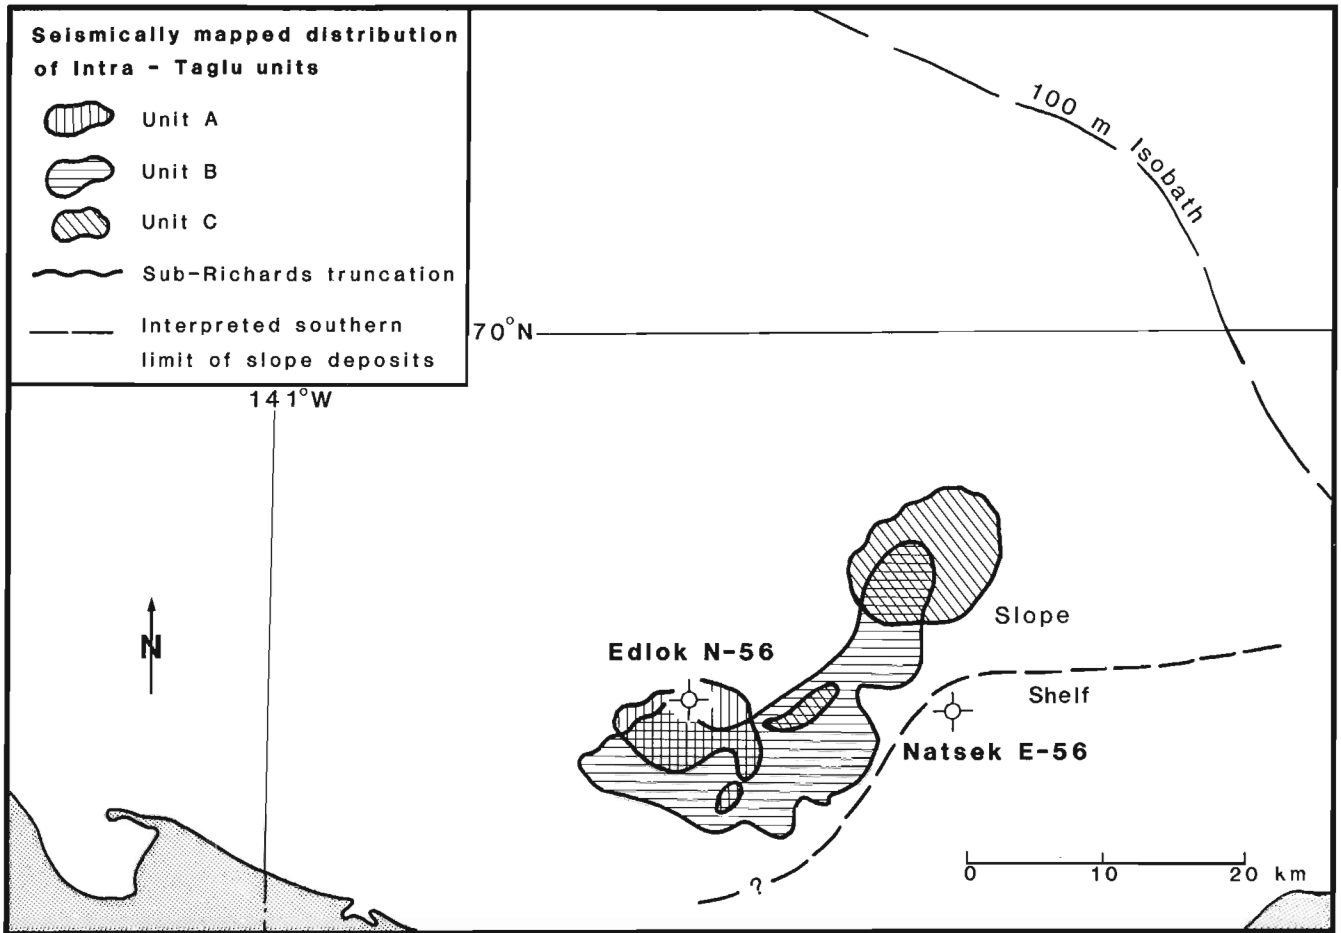 Seismically mapped distribution
of Intra - Taglu units
Unit A
Unit B
Unit C
Sub-Richards truncation
Interpreted southern
limit of slope deposits
100 m Isobath
70°N
141°W
N
Slope
Edlok N-56
Shelf
Natsek E-56
?
0 10 20 km